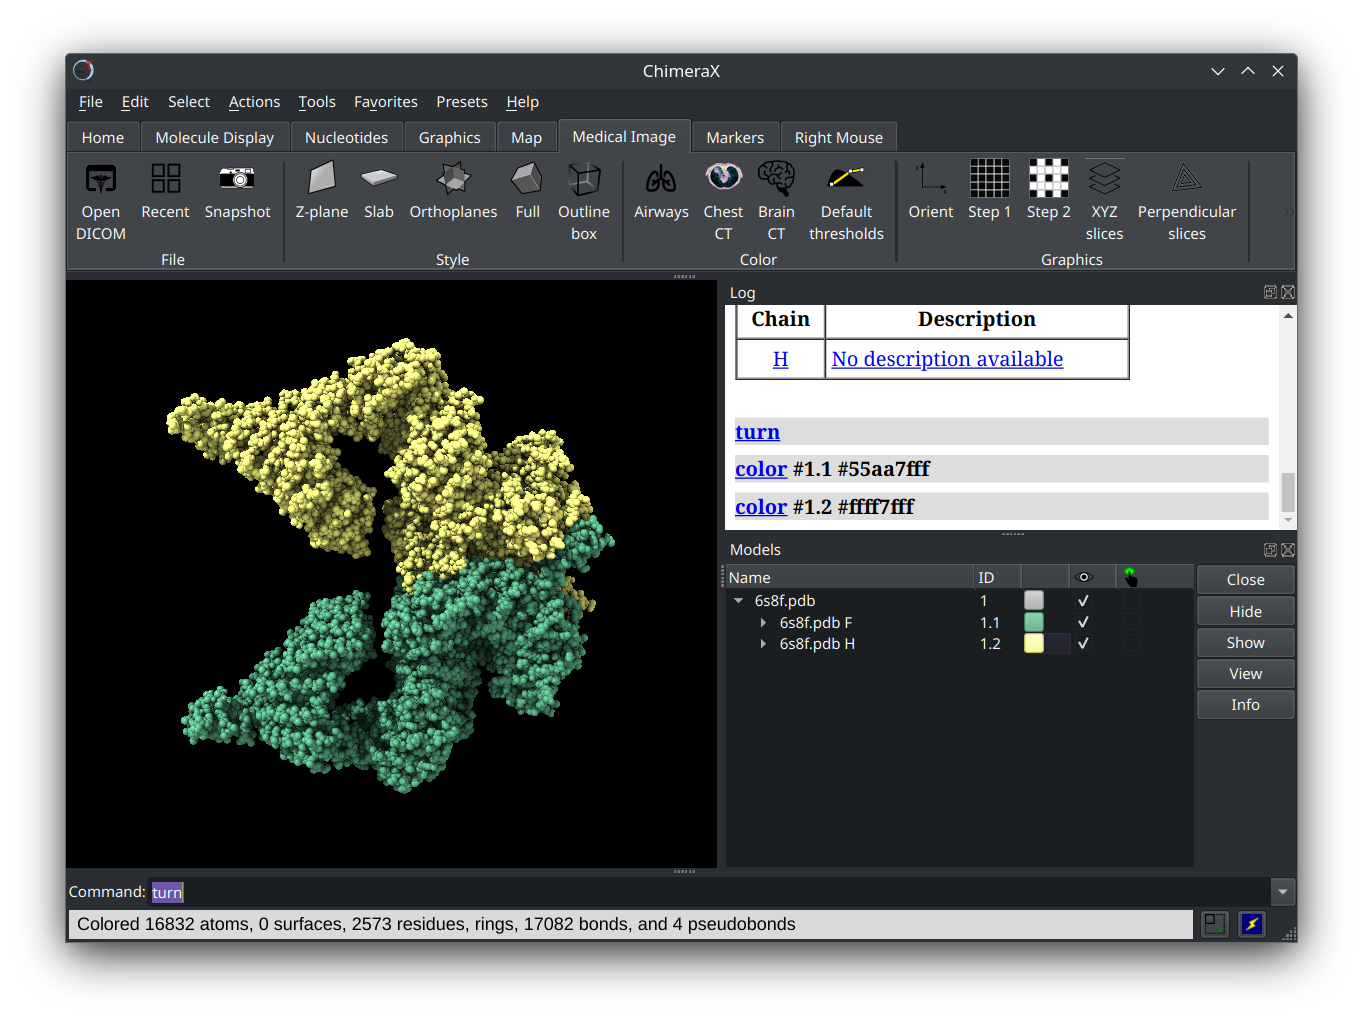 ChimeraX
File Edit Select Actions Tools Favorites Presets Help
Home Molecule Display Nucleotides Graphics Map Medical Image Markers Right Mouse
Open DICOM
Recent
Snapshot
File
Z-plane
Slab
Orthoplanes
Full
Outline box
Style
Airways
Chest CT
Brain CT
Default thresholds
Color
Orient
Step 1
Step 2
XYZ slices
Perpendicular slices
Graphics
Log
Chain Description
H No description available
turn
color #1.1 #55aa7fff
color #1.2 #ffff7fff
Models
Name ID
6s8f.pdb 1
6s8f.pdb F 1.1
6s8f.pdb H 1.2
Close
Hide
Show
View
Info
Command: turn
Colored 16832 atoms, 0 surfaces, 2573 residues, rings, 17082 bonds, and 4 pseudobonds